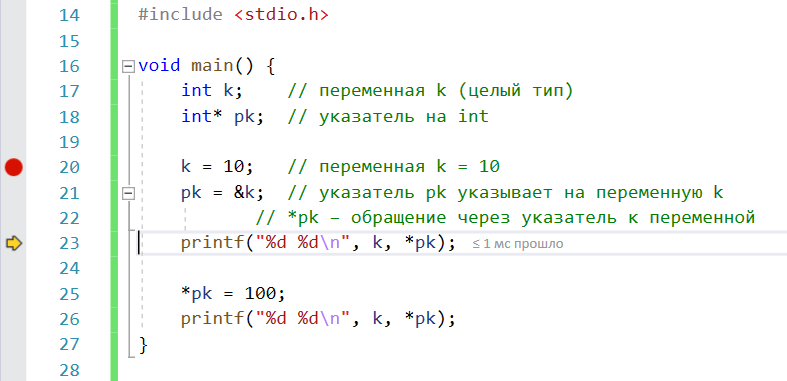 14 #include <stdio.h>
15
16 void main() {
17 int k; // переменная k (целый тип)
18 int* pk; // указатель на int
19
20 k = 10; // переменная k = 10
21 pk = &k; // указатель pk указывает на переменную k
22 // *pk – обращение через указатель к переменной
23 printf("%d %d\n", k, *pk); ≤ 1 мс прошло
24
25 *pk = 100;
26 printf("%d %d\n", k, *pk);
27 }
28